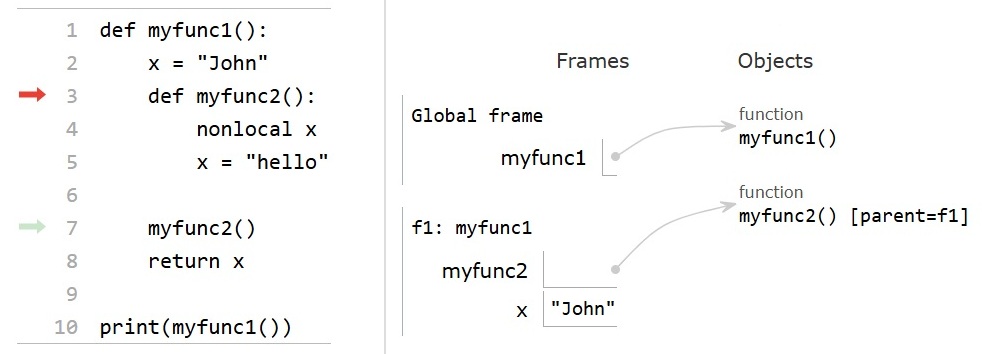 1 def myfunc1():
2     x = "John"
3     def myfunc2():
4         nonlocal x
5         x = "hello"
6
7     myfunc2()
8     return x
9
10 print(myfunc1())
Frames Objects
Global frame
myfunc1
function
myfunc1()
f1: myfunc1
myfunc2
x "John"
function
myfunc2() [parent=f1]